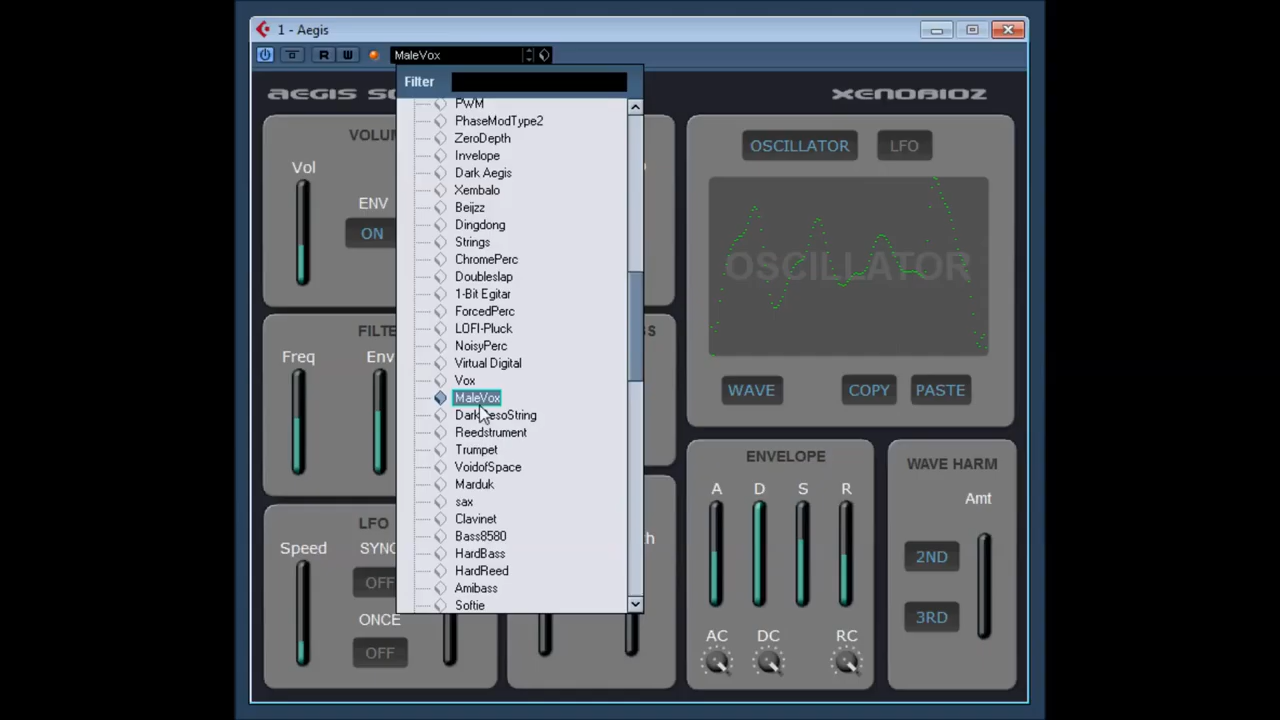 1 - Aegis
R W MaleVox
Filter
AEGIS SO
XENOBIOZ
PWM
PhaseModType2
ZeroDepth
Invelope
Dark Aegis
Xembalo
Beijzz
Dingdong
Strings
ChromePerc
Doubleslap
1-Bit Egitar
ForcedPerc
LOFI-Pluck
NoisyPerc
Virtual Digital
Vox
MaleVox
Reedstrument
Trumpet
VoidofSpace
Marduk
sax
Clavinet
Bass8580
HardBass
HardReed
Amibass
Softie
VOLUM
Vol
ENV
ON
FILTE
Freq Env
LFO
Speed SYNC
OFF
ONCE
OFF
OSCILLATOR LFO
OSCILLATOR
WAVE COPY PASTE
ENVELOPE
A D S R
AC DC RC
WAVE HARM
Amt
2ND
3RD